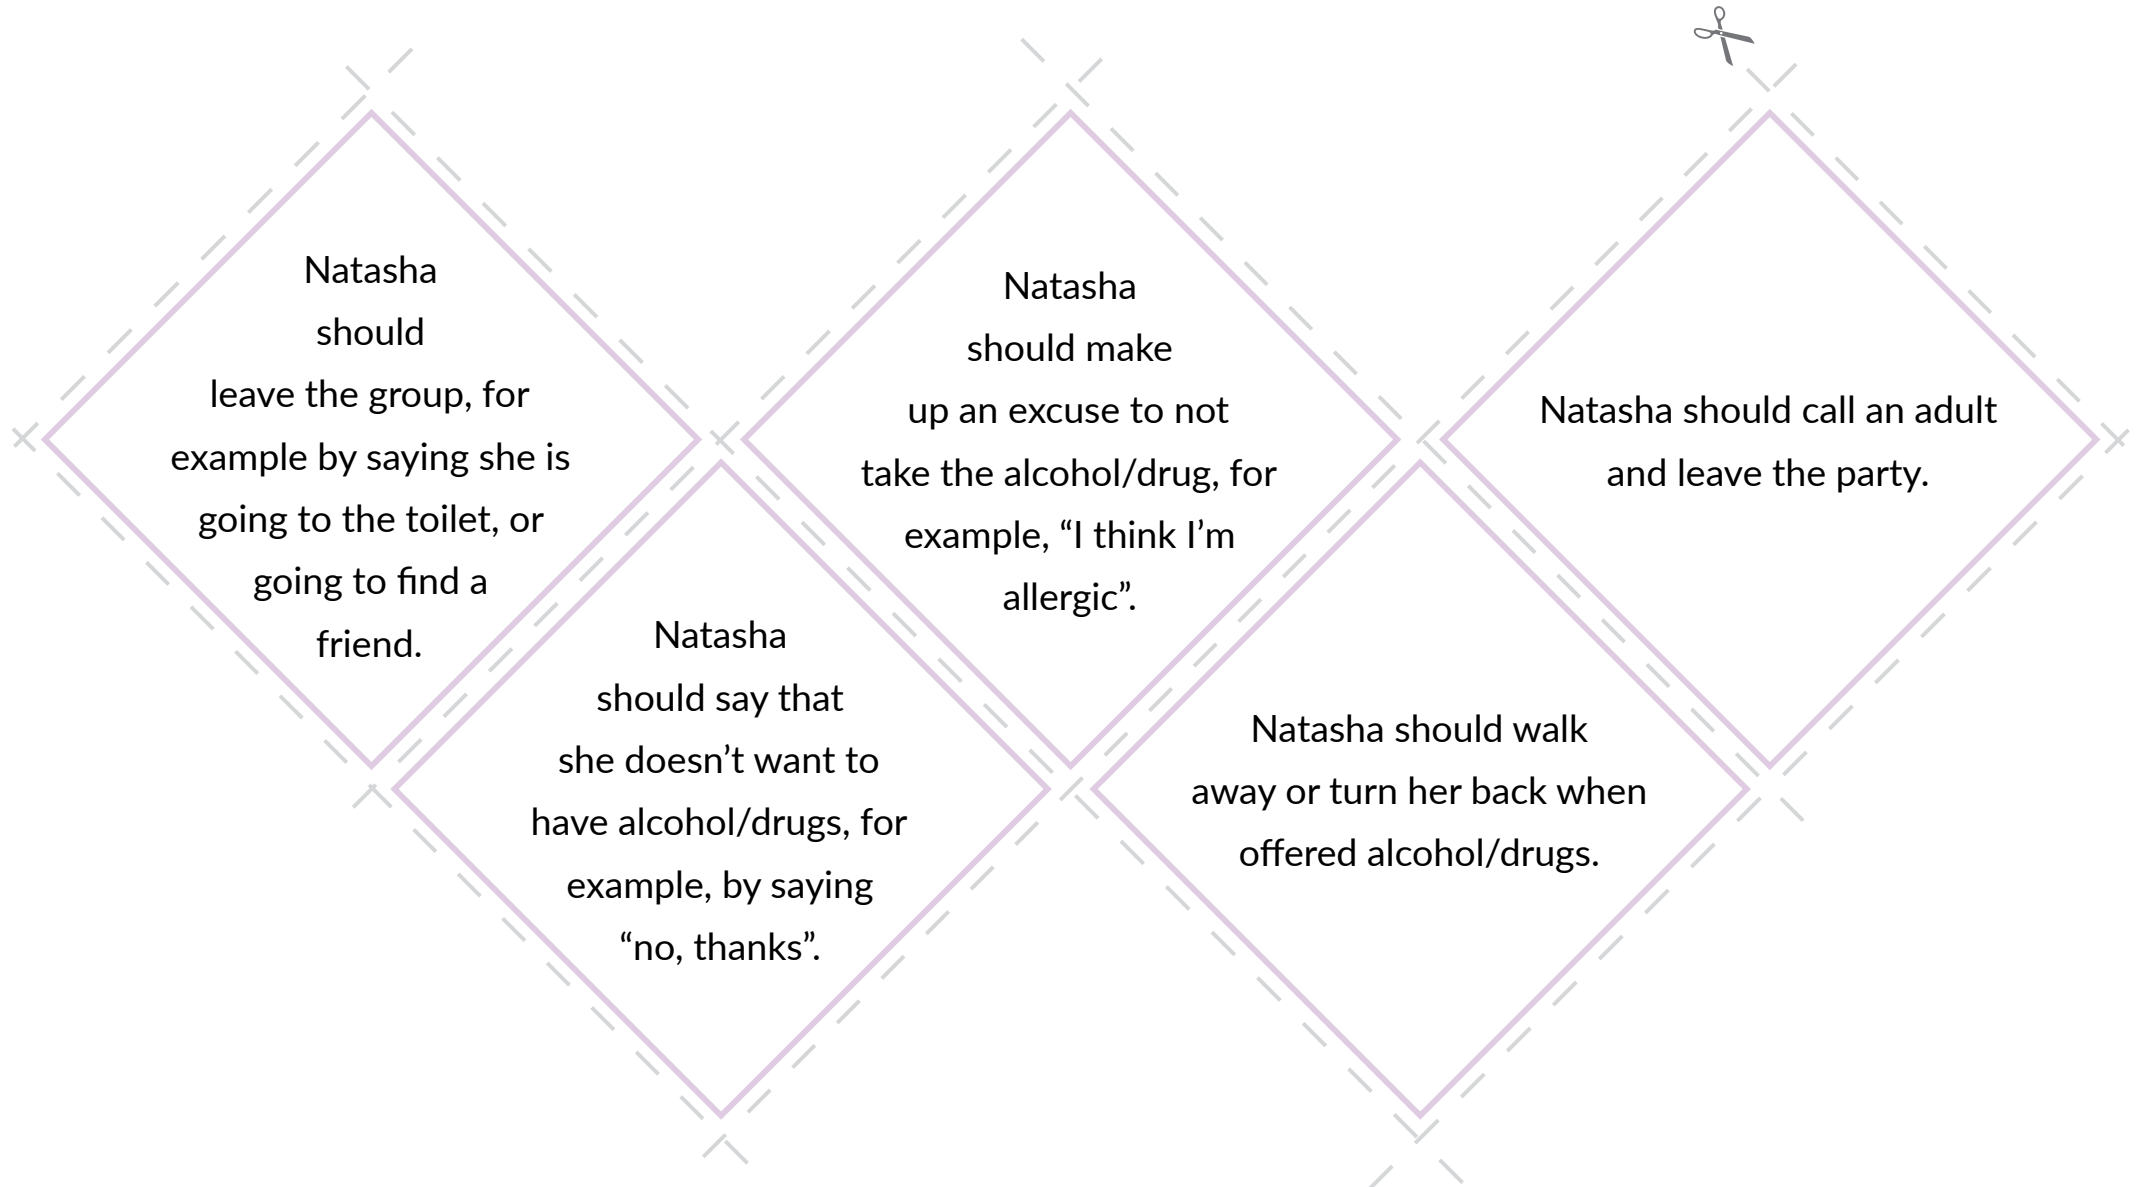 Natasha
should
leave the group, for
example by saying she is
going to the toilet, or
going to find a
friend.
Natasha
should say that
she doesn’t want to
have alcohol/drugs, for
example, by saying
“no, thanks”.
Natasha
should make
up an excuse to not
take the alcohol/drug, for
example, “I think I’m
allergic”.
Natasha should walk
away or turn her back when
offered alcohol/drugs.
Natasha should call an adult
and leave the party.